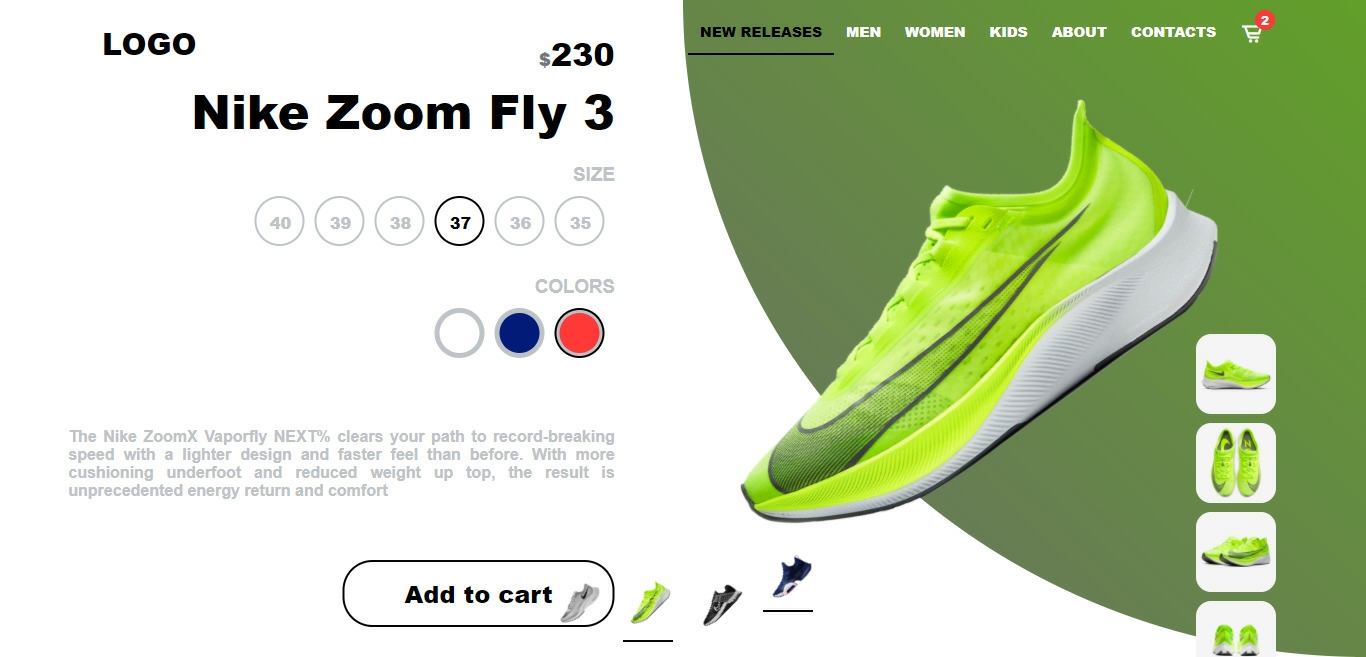 LOGO
NEW RELEASES MEN WOMEN KIDS ABOUT CONTACTS 2
$230
Nike Zoom Fly 3
SIZE
40 39 38 37 36 35
COLORS
The Nike ZoomX Vaporfly NEXT% clears your path to record-breaking
speed with a lighter design and faster feel than before. With more
cushioning underfoot and reduced weight up top, the result is
unprecedented energy return and comfort
Add to cart